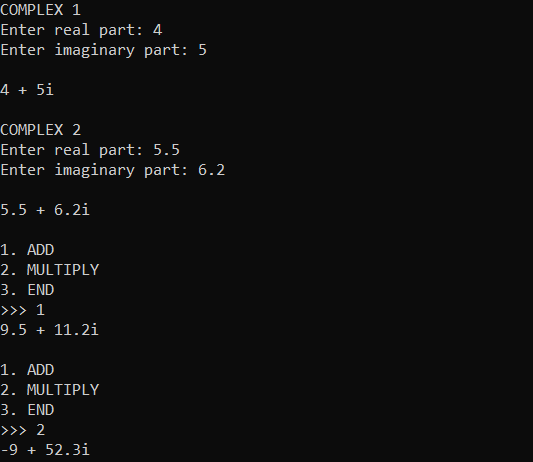 COMPLEX 1
Enter real part: 4
Enter imaginary part: 5
4 + 5i
COMPLEX 2
Enter real part: 5.5
Enter imaginary part: 6.2
5.5 + 6.2i
1. ADD
2. MULTIPLY
3. END
>>> 1
9.5 + 11.2i
1. ADD
2. MULTIPLY
3. END
>>> 2
-9 + 52.3i